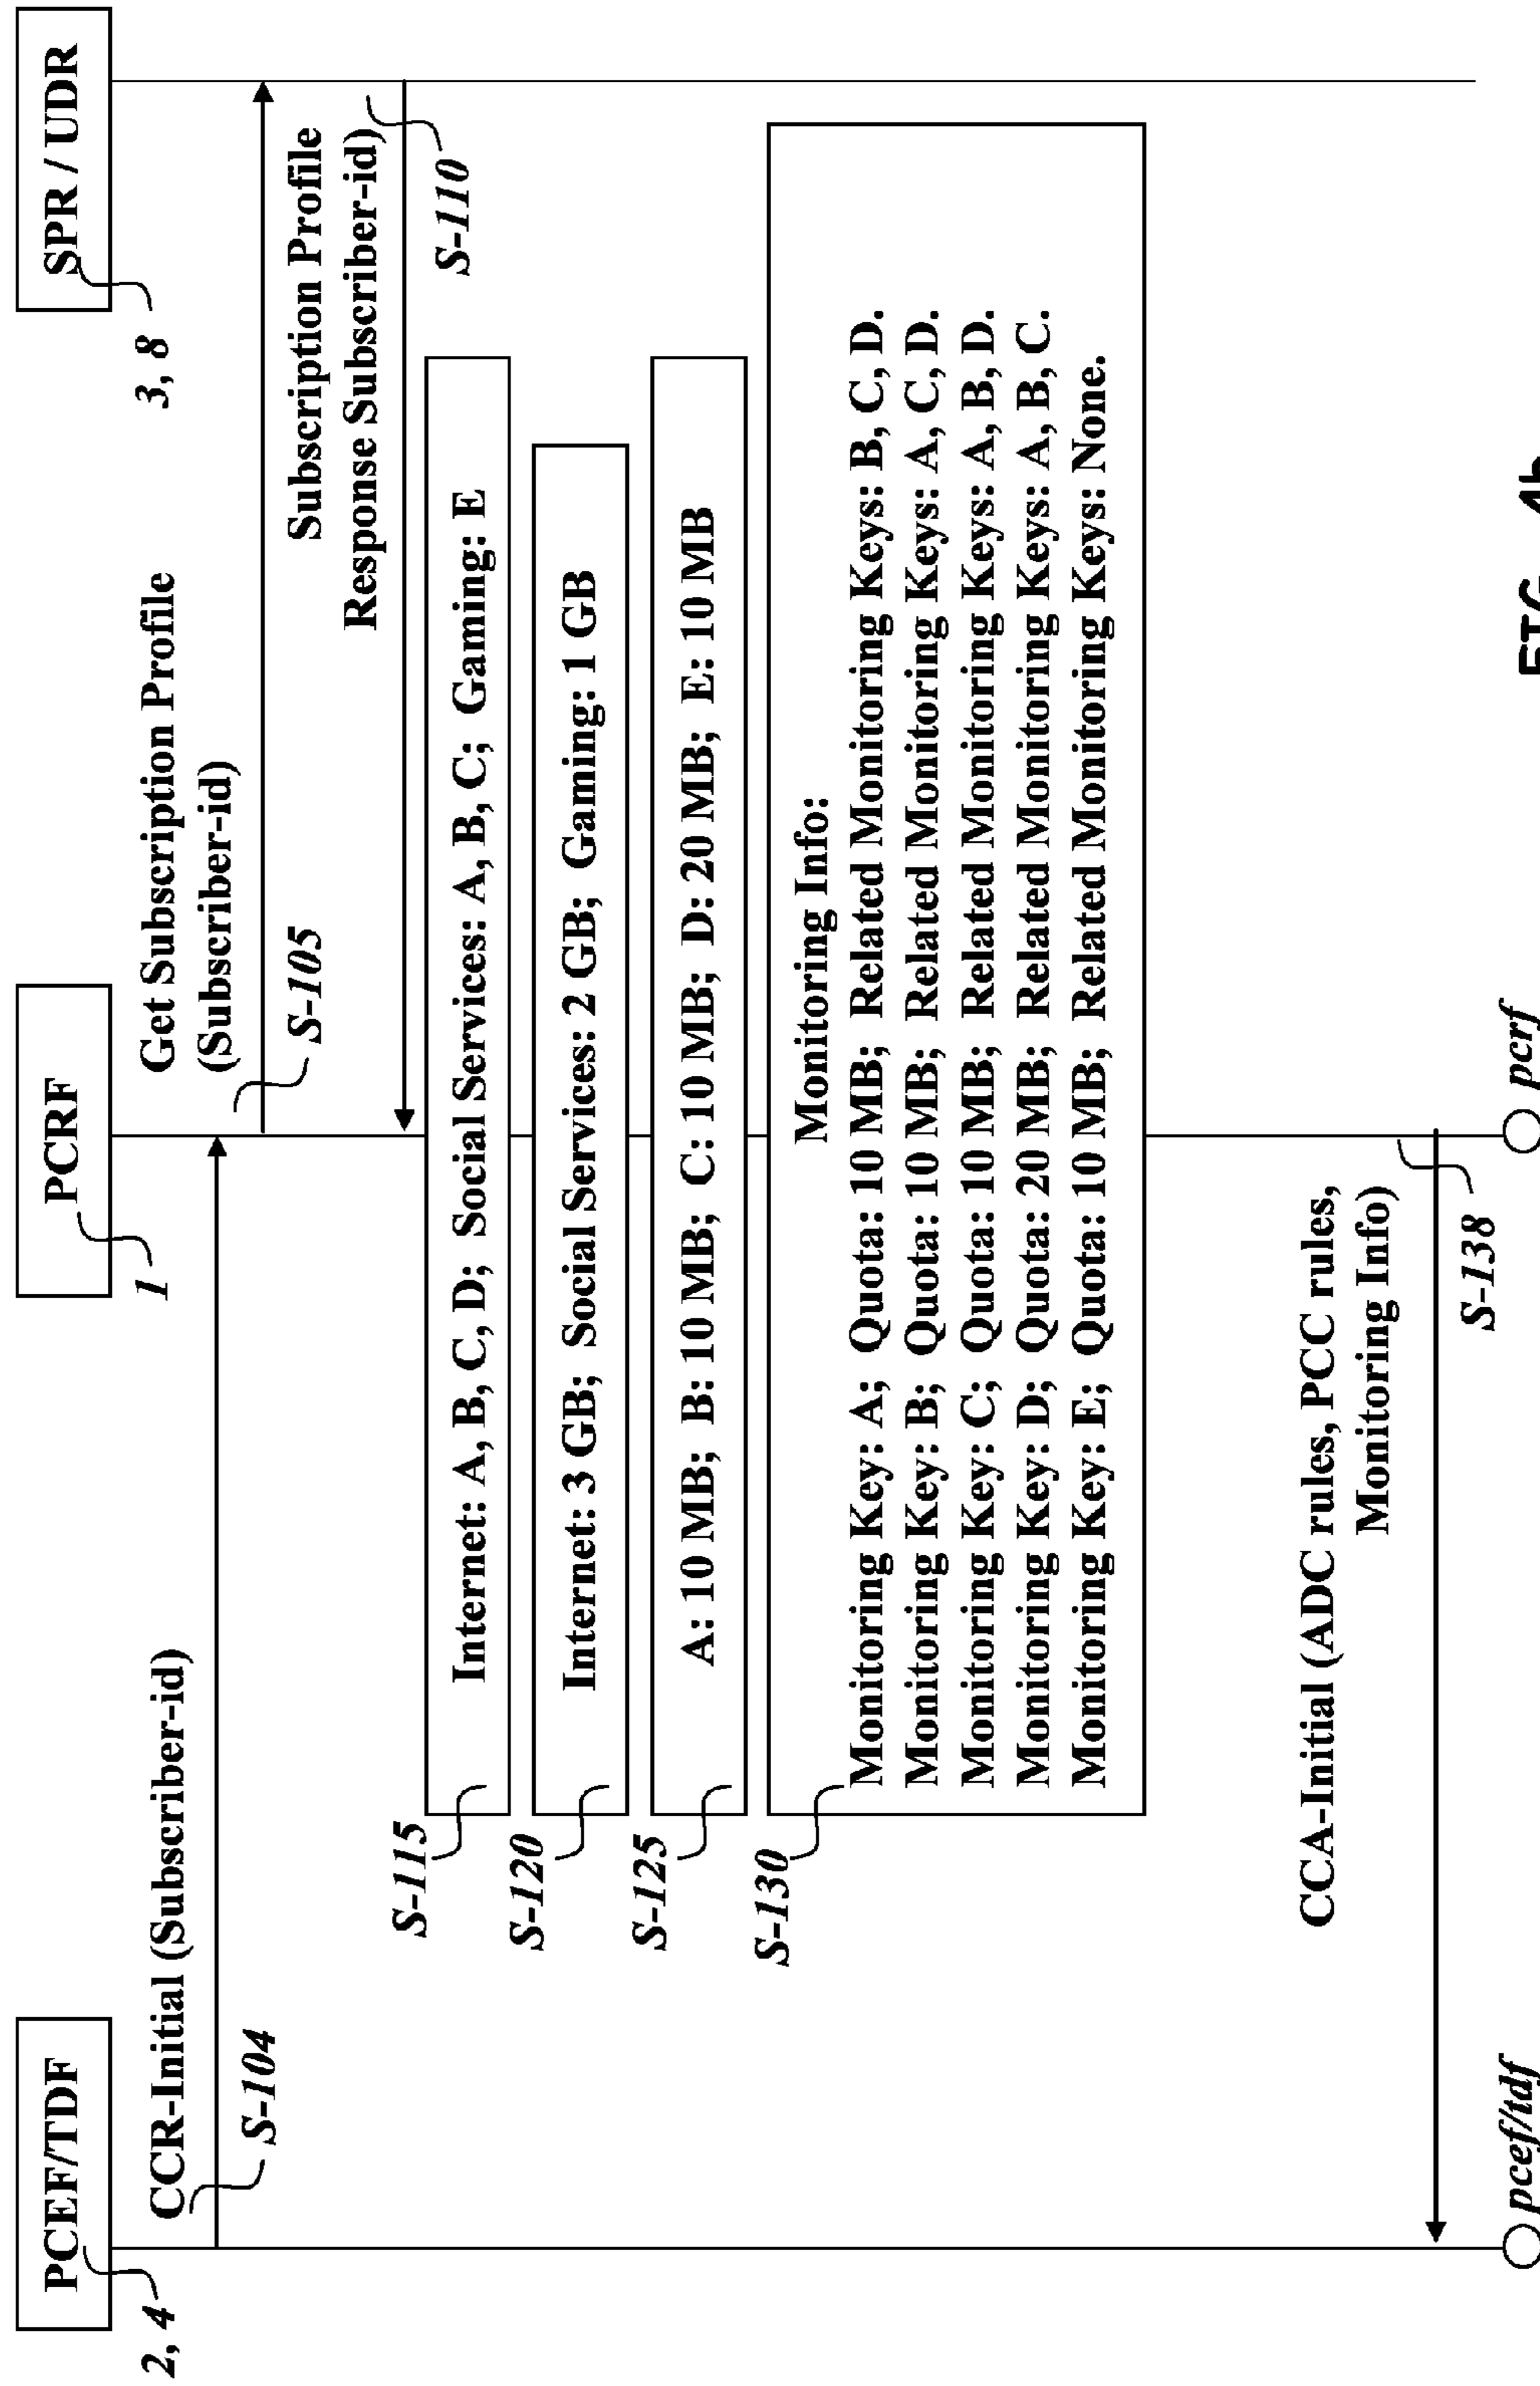 PCEF/TDF
PCRF
SPR / UDR
2, 4
1
3, 8
CCR-Initial (Subscriber-id)
S-104
Get Subscription Profile
(Subscriber-id)
S-105
Subscription Profile
Response Subscriber-id)
S-110
S-115
Internet: A, B, C, D; Social Services: A, B, C; Gaming: E
S-120
Internet: 3 GB; Social Services: 2 GB; Gaming: 1 GB
S-125
A: 10 MB; B: 10 MB; C: 10 MB; D: 20 MB; E: 10 MB
S-130
Monitoring Info:
Monitoring Key: A; Quota: 10 MB; Related Monitoring Keys: B, C, D.
Monitoring Key: B; Quota: 10 MB; Related Monitoring Keys: A, C, D.
Monitoring Key: C; Quota: 10 MB; Related Monitoring Keys: A, B, D.
Monitoring Key: D; Quota: 20 MB; Related Monitoring Keys: A, B, C.
Monitoring Key: E; Quota: 10 MB; Related Monitoring Keys: None.
CCA-Initial (ADC rules, PCC rules,
Monitoring Info)
S-138
pcef/tdf
pcrf